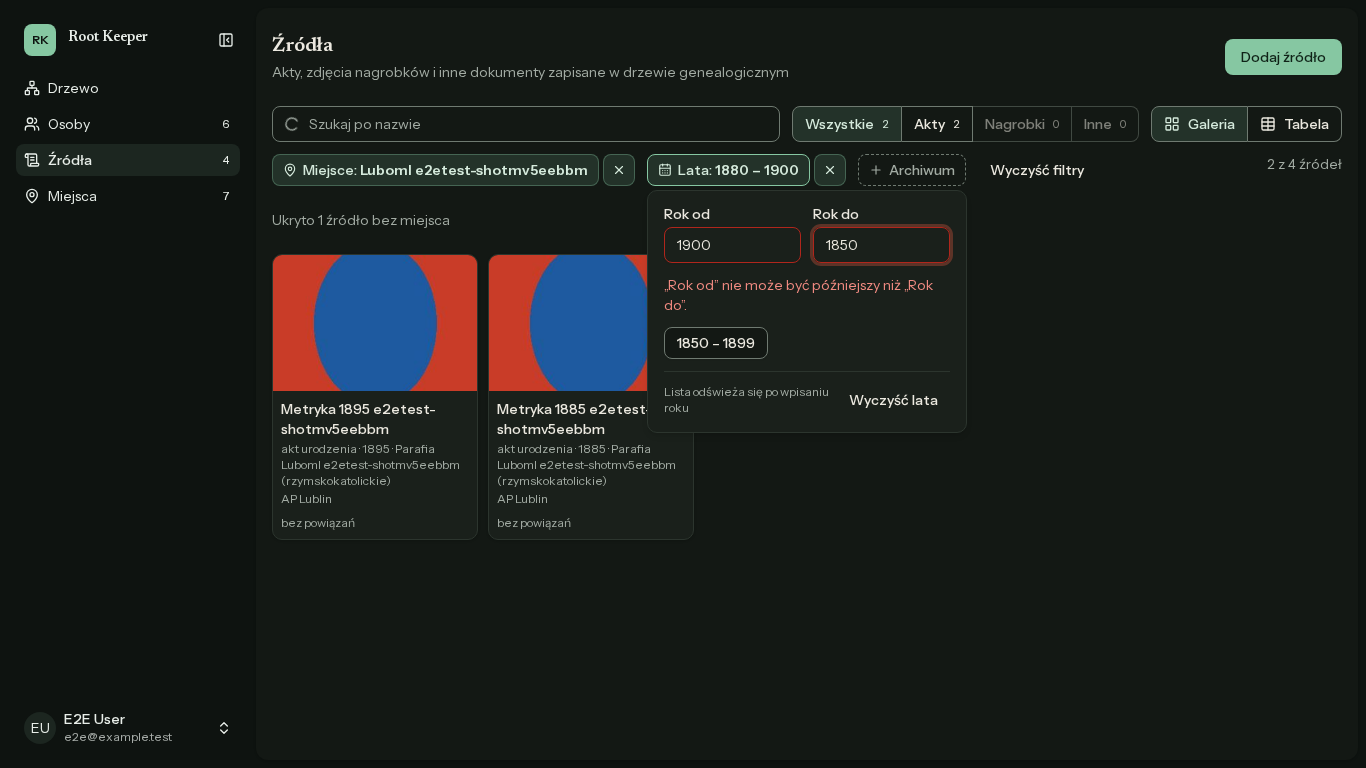 RK
Root Keeper
Drzewo
Osoby 6
Źródła 4
Miejsca 7
EU
E2E User
e2e@example.test
Źródła
Akty, zdjęcia nagrobków i inne dokumenty zapisane w drzewie genealogicznym
Dodaj źródło
Szukaj po nazwie
Wszystkie 2
Akty 2
Nagrobki 0
Inne 0
Galeria
Tabela
Miejsce: Luboml e2etest-shotmv5eebbm
Lata: 1880 – 1900
Archiwum
Wyczyść filtry
2 z 4 źródeł
Ukryto 1 źródło bez miejsca
Rok od
Rok do
1900
1850
„Rok od” nie może być późniejszy niż „Rok
do”.
1850 – 1899
Lista odświeża się po wpisaniu
roku
Wyczyść lata
Metryka 1895 e2etest-
shotmv5eebbm
akt urodzenia · 1895 · Parafia
Luboml e2etest-shotmv5eebbm
(rzymskokatolickie)
AP Lublin
bez powiązań
Metryka 1885 e2etest-
shotmv5eebbm
akt urodzenia · 1885 · Parafia
Luboml e2etest-shotmv5eebbm
(rzymskokatolickie)
AP Lublin
bez powiązań